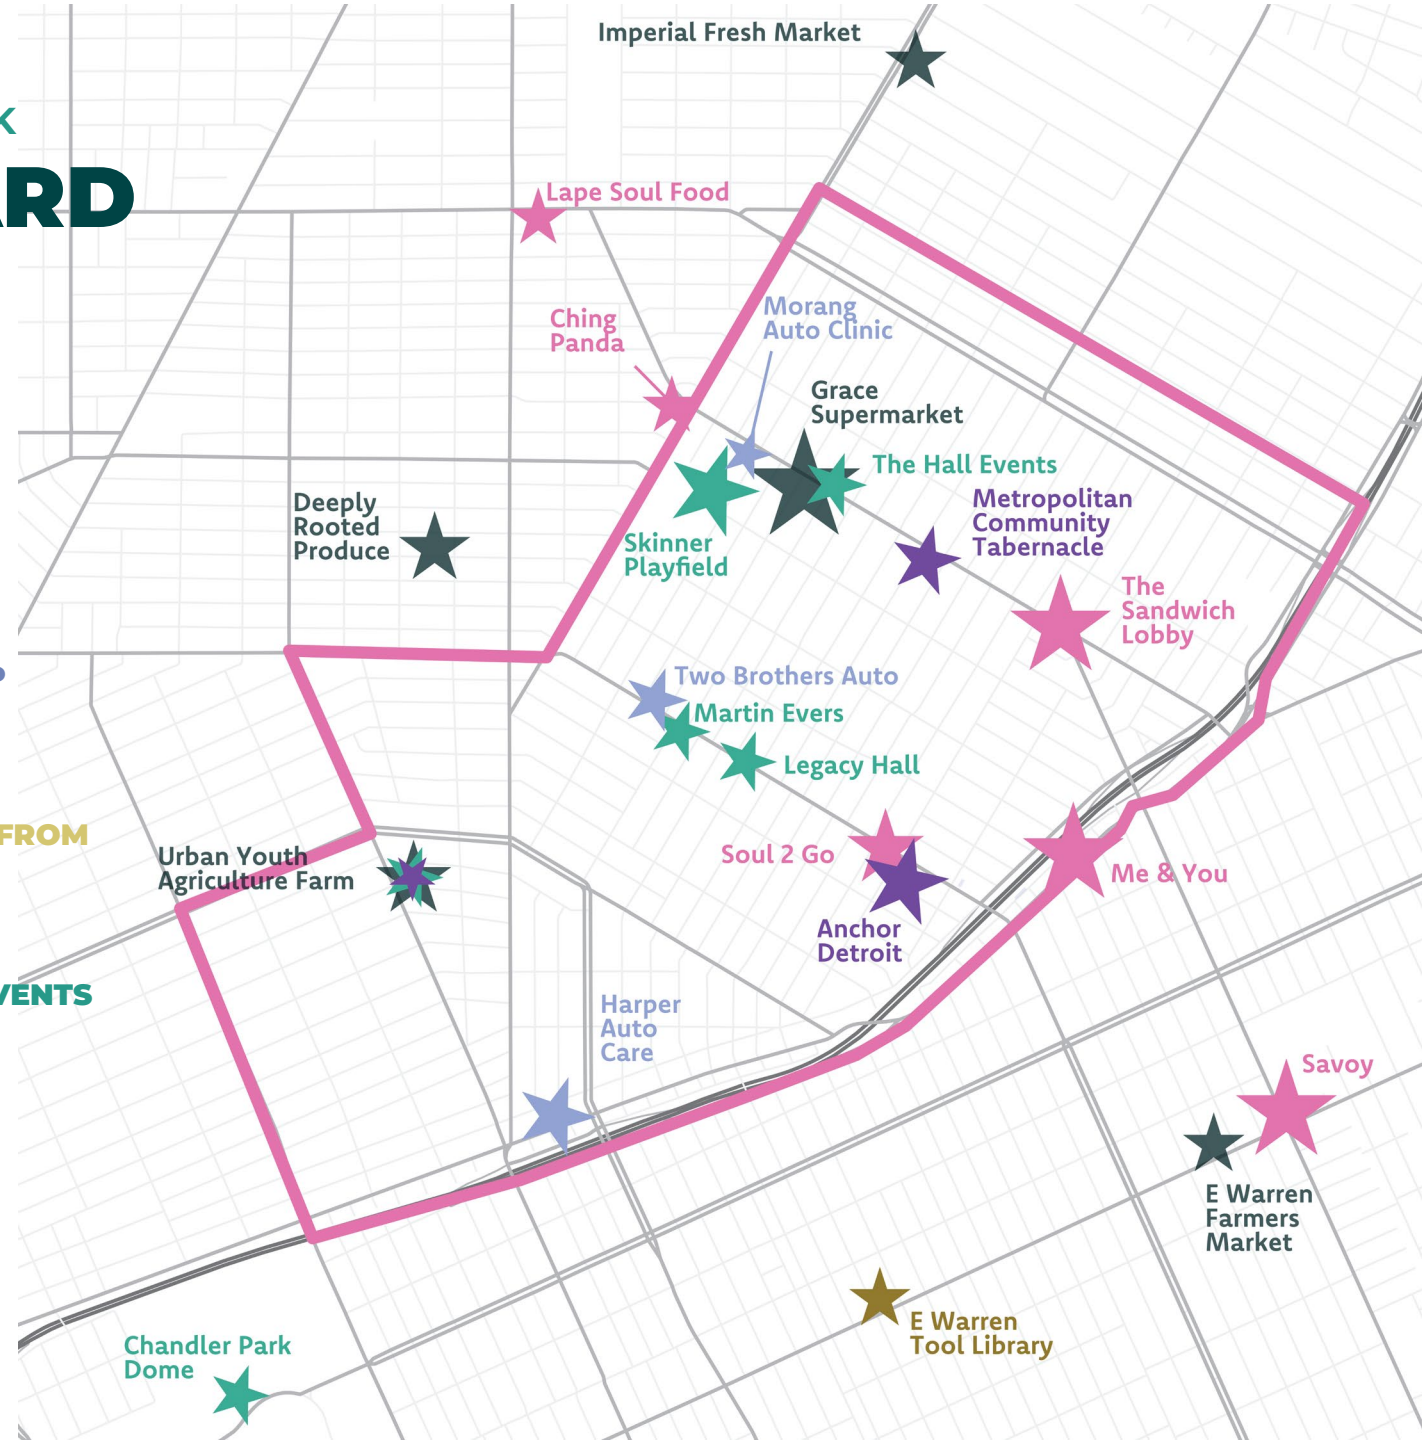 Imperial Fresh Market
K
ARD
Lape Soul Food
Morang
Auto Clinic
Ching
Panda
Grace
Supermarket
The Hall Events
Metropolitan
Community
Tabernacle
Deeply
Rooted
Produce
Skinner
Playfield
The
Sandwich
Lobby
Two Brothers Auto
Martin Evers
Legacy Hall
FROM
Urban Youth
Agriculture Farm
Soul 2 Go
Me & You
Anchor
Detroit
VENTS
Harper
Auto
Care
Savoy
E Warren
Farmers
Market
E Warren
Tool Library
Chandler Park
Dome